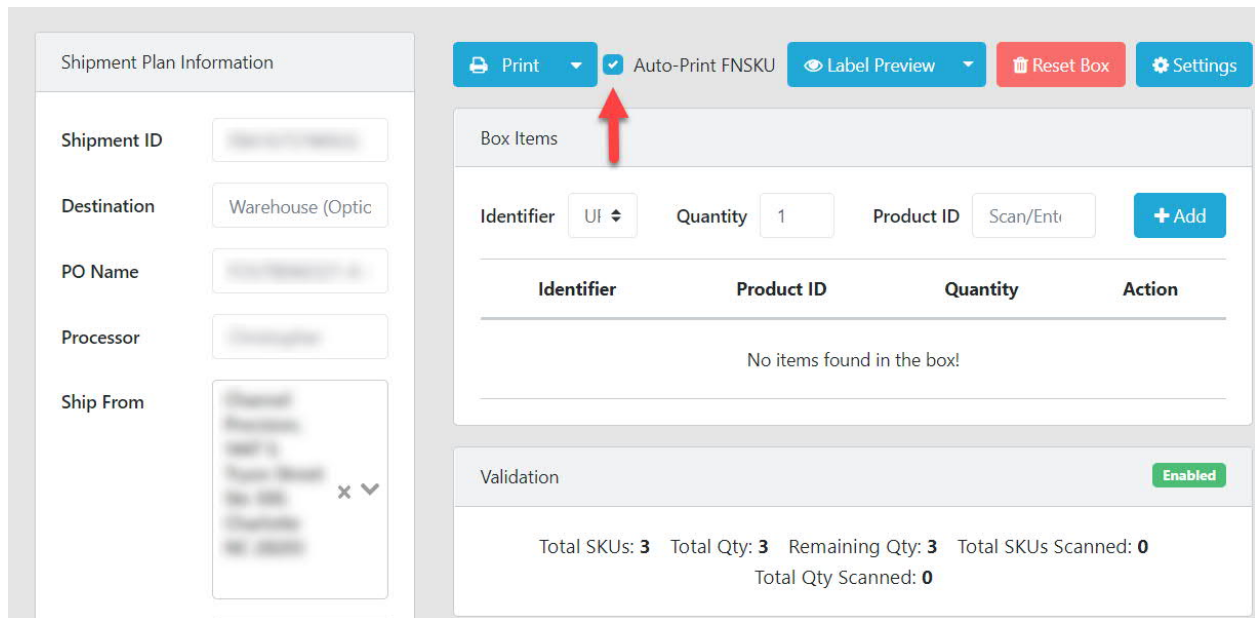 Shipment Plan Information
Shipment ID
Destination Warehouse (Optic
PO Name
Processor
Ship From
Print Auto-Print FNSKU Label Preview Reset Box Settings
Box Items
Identifier Quantity 1 Product ID Scan/Ente Add
Identifier Product ID Quantity Action
No items found in the box!
Validation Enabled
Total SKUs: 3 Total Qty: 3 Remaining Qty: 3 Total SKUs Scanned: 0
Total Qty Scanned: 0